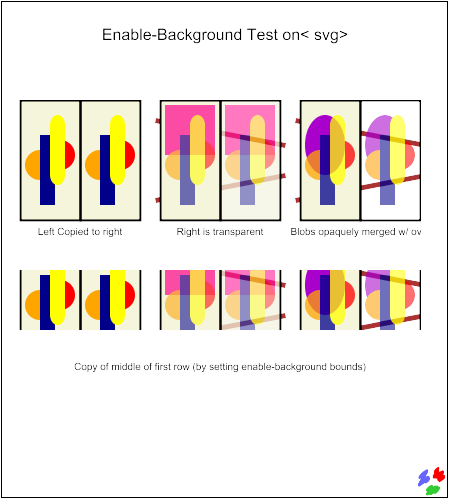 Enable-Background Test on< svg>
Left Copied to right
Right is transparent
Blobs opaquely merged w/ ov
Copy of middle of first row (by setting enable-background bounds)